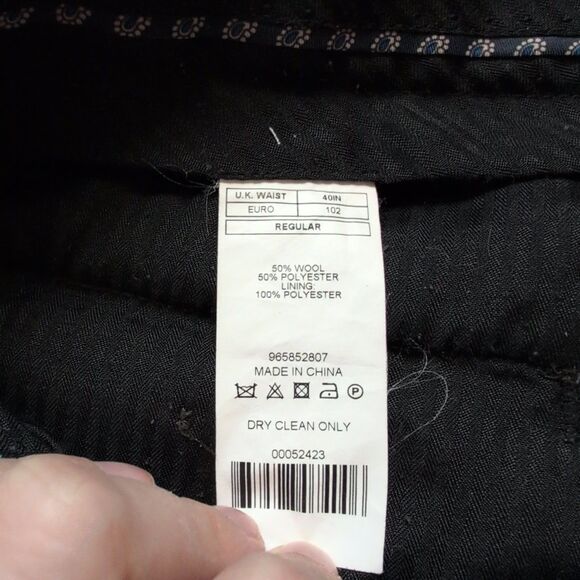 U.K. WAIST 40IN
EURO 102
REGULAR
50% WOOL
50% POLYESTER
LINING:
100% POLYESTER
965852807
MADE IN CHINA
P
DRY CLEAN ONLY
00052423